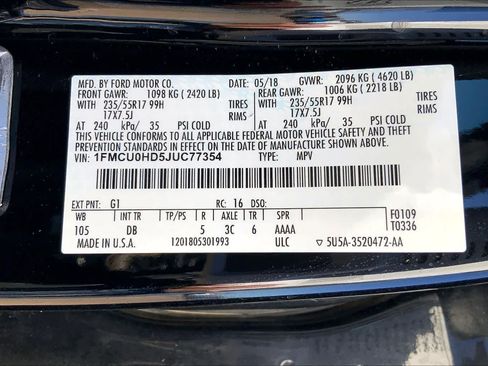 MFD. BY FORD MOTOR CO. 05/18 GVWR: 2096 KG ( 4620 LB)
FRONT GAWR: 1098 KG ( 2420 LB) REAR GAWR: 1006 KG ( 2218 LB)
WITH 235/55R17 99H TIRES WITH 235/55R17 99H TIRES
17X7.5J RIMS 17X7.5J RIMS
AT 240 kPa/ 35 PSI COLD AT 240 kPa/ 35 PSI COLD
THIS VEHICLE CONFORMS TO ALL APPLICABLE FEDERAL MOTOR VEHICLE SAFETY AND THEFT
PREVENTION STANDARDS IN EFFECT ON THE DATE OF MANUFACTURE SHOWN ABOVE.
VIN: 1FMCU0HD5JUC77354 TYPE: MPV
EXT PNT: G1 RC: 16 DSO: F0109
WB INT TR TP/PS R AXLE TR SPR T0336
105 DB 5 3C 6 AAAA
MADE IN U.S.A. 1201805301993 ULC ▽ 5U5A-3520472-AA